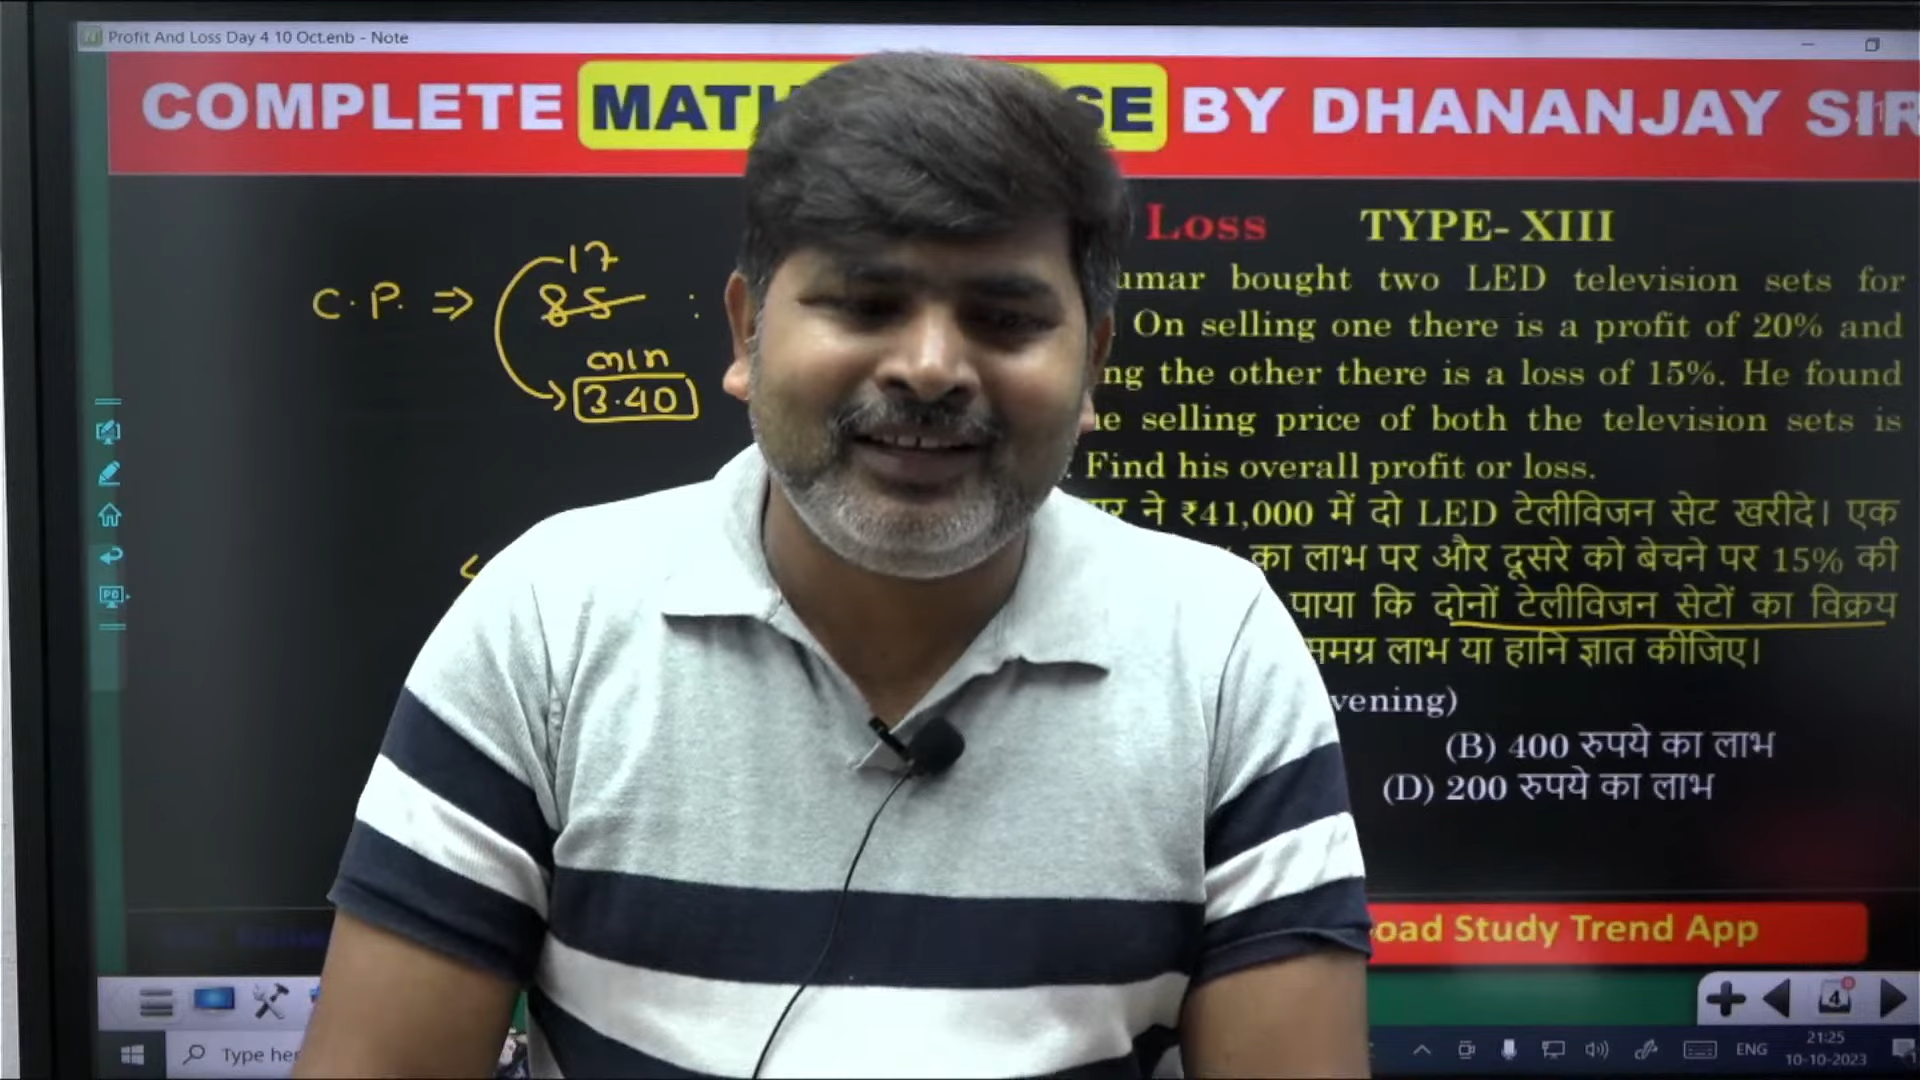 Profit And Loss Day 4 10 Oct.enb - Note
COMPLETE MATH SE BY DHANANJAY SIR
Loss TYPE- XIII
C.P. ⇒ 17
85 :
min
3.40
umar bought two LED television sets for
. On selling one there is a profit of 20% and
ng the other there is a loss of 15%. He found
he selling price of both the television sets is
. Find his overall profit or loss.
ने ₹41,000 में दो LED टेलीविजन सेट खरीदे। एक
का लाभ पर और दूसरे को बेचने पर 15% की
पाया कि दोनों टेलीविजन सेटों का विक्रय
समग्र लाभ या हानि ज्ञात कीजिए।
vening)
(B) 400 रुपये का लाभ
(D) 200 रुपये का लाभ
oad Study Trend App
4
Type her
ENG
21:25
10-10-2023